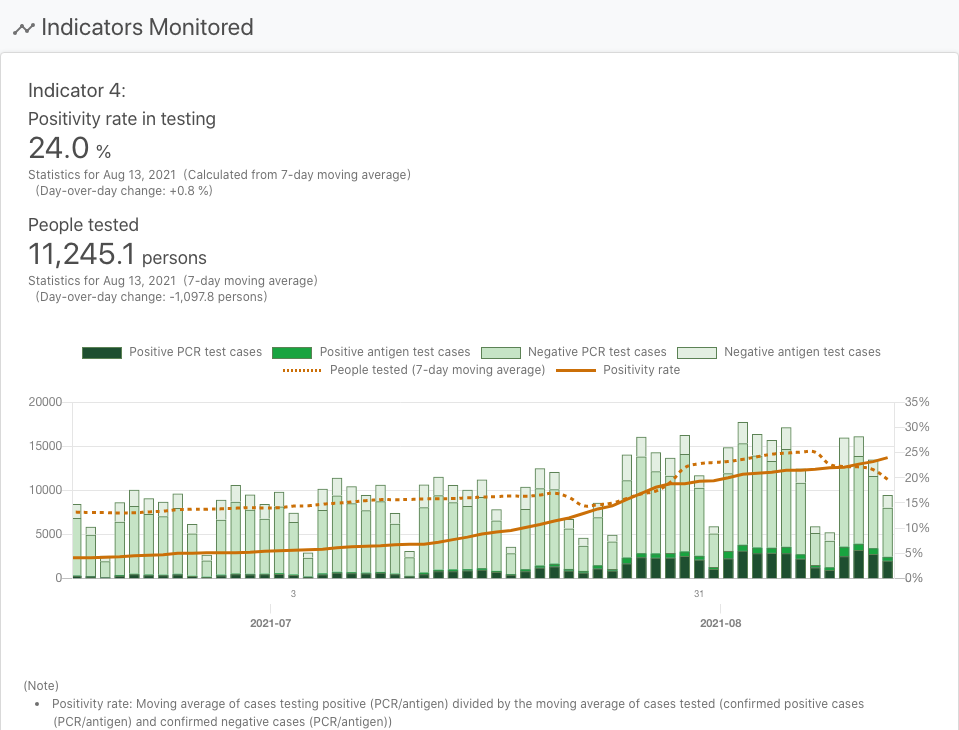 Indicators Monitored
Indicator 4:
Positivity rate in testing
24.0 %
Statistics for Aug 13, 2021 (Calculated from 7-day moving average)
(Day-over-day change: +0.8 %)
People tested
11,245.1 persons
Statistics for Aug 13, 2021 (7-day moving average)
(Day-over-day change: -1,097.8 persons)
Positive PCR test cases Positive antigen test cases Negative PCR test cases Negative antigen test cases
People tested (7-day moving average) Positivity rate
20000 35%
30%
15000 25%
10000 20%
15%
5000 10%
5%
0 0%
3 31
2021-07 2021-08
(Note)
• Positivity rate: Moving average of cases testing positive (PCR/antigen) divided by the moving average of cases tested (confirmed positive cases
(PCR/antigen) and confirmed negative cases (PCR/antigen))